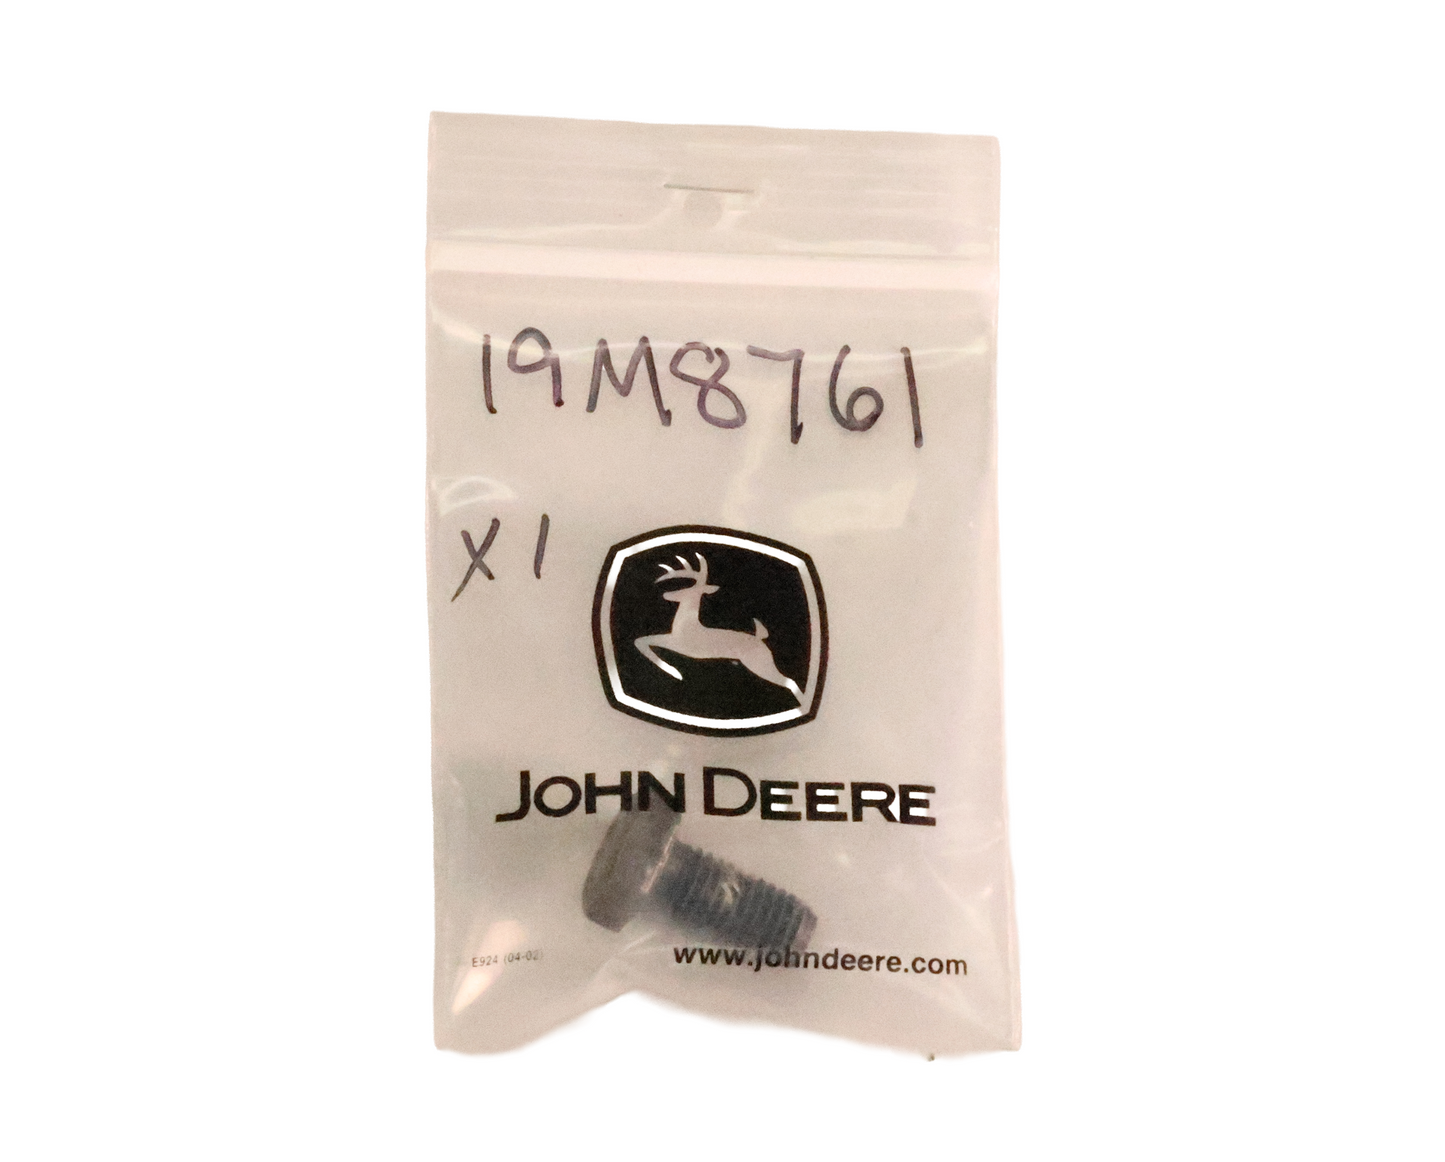 19M8761
X1
JOHN DEERE
E924 (04-02)
www.johndeere.com